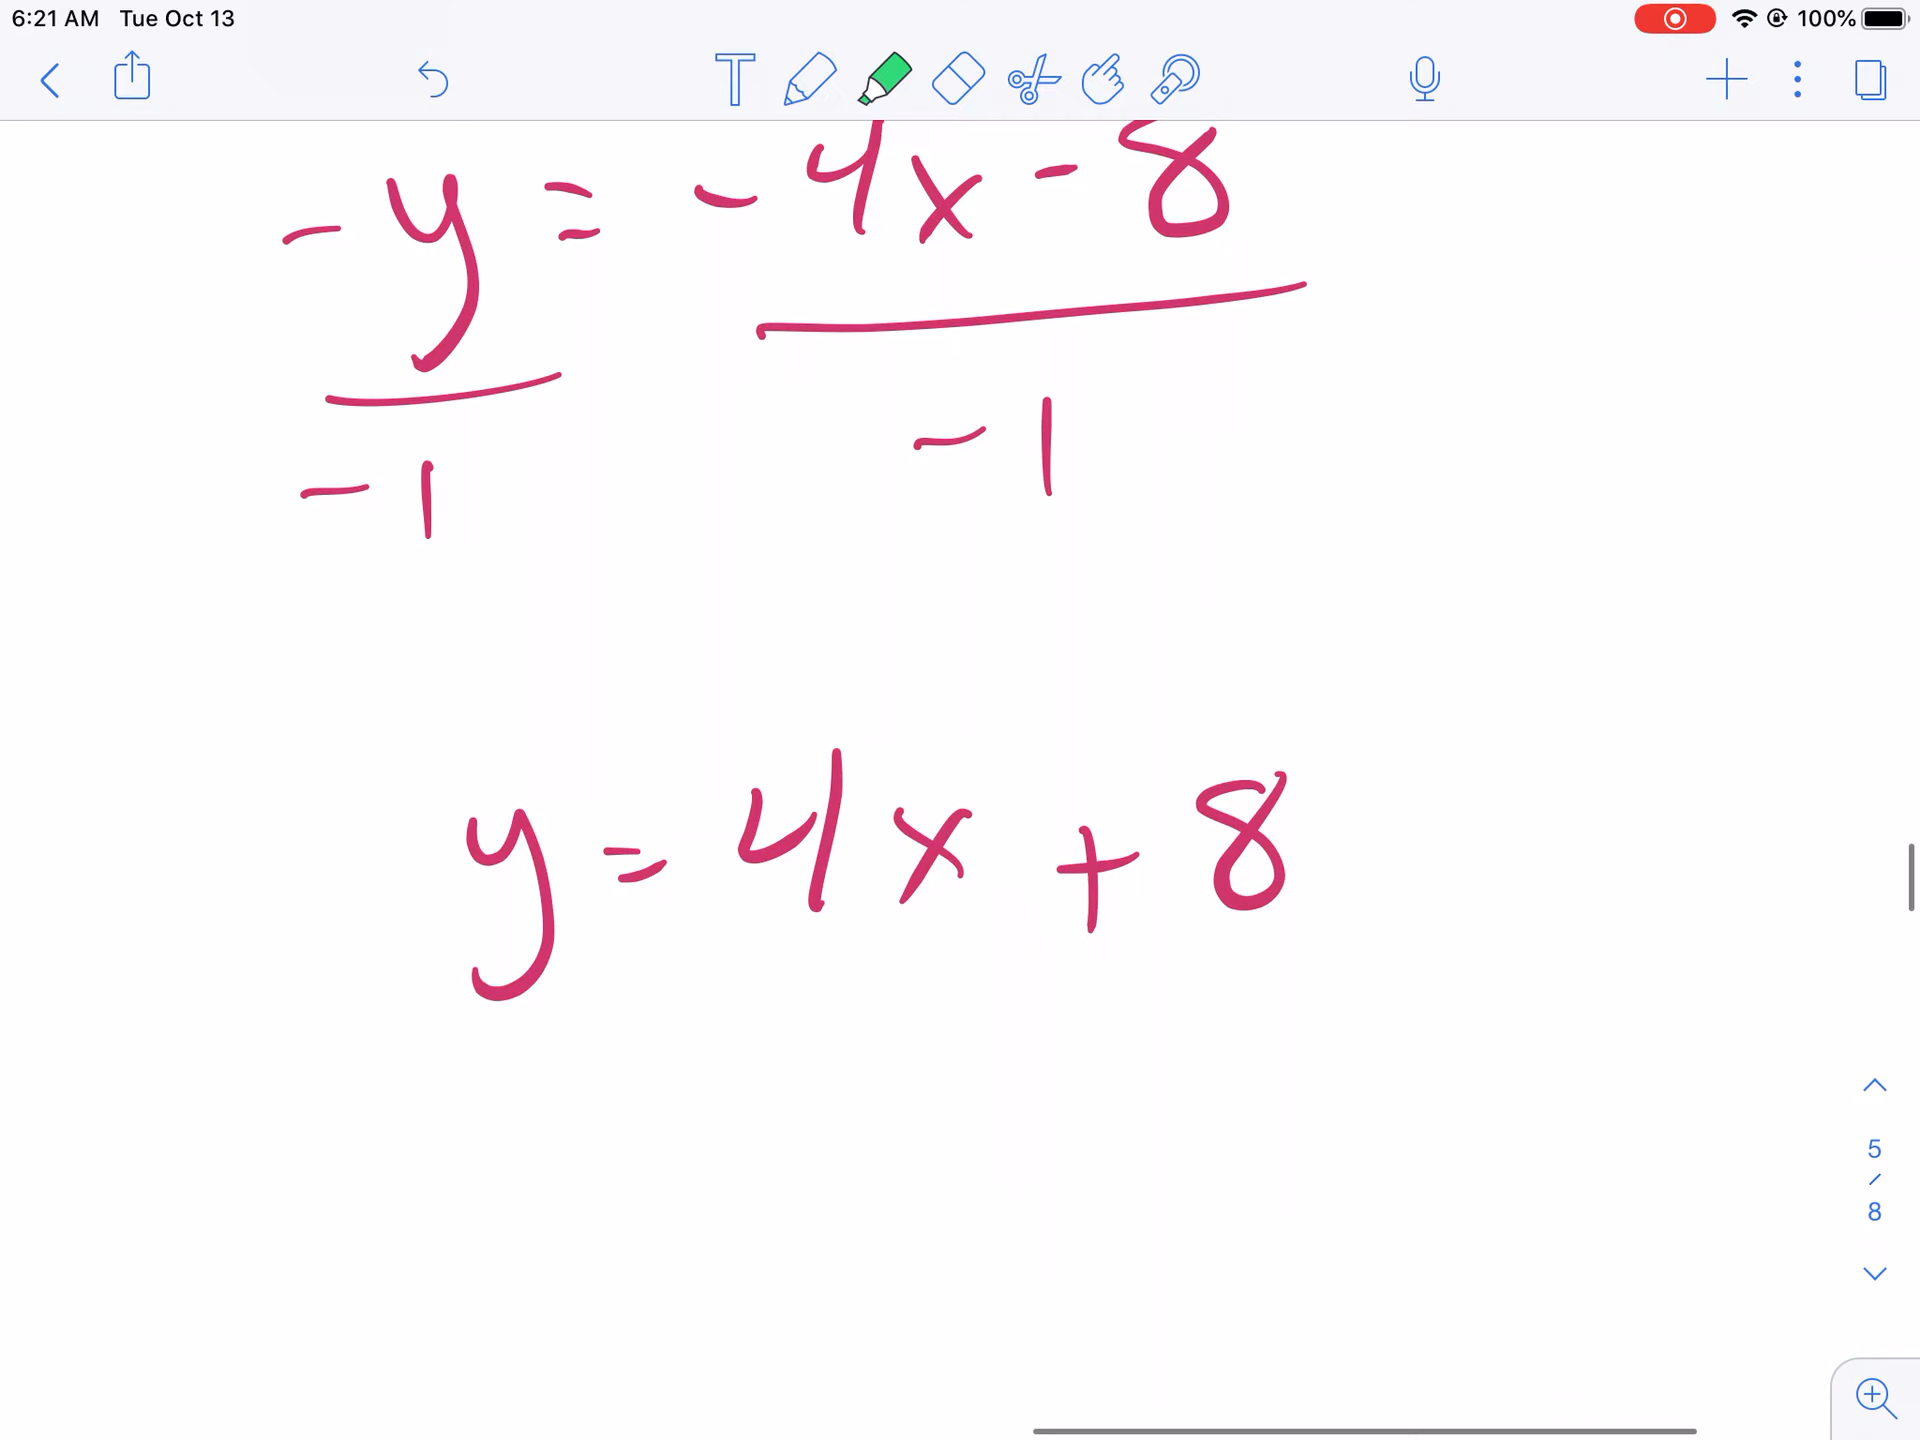 6:21 AM Tue Oct 13 100%
T
-y = -4x - 8
-1 -1
y = 4x + 8
5
/
8